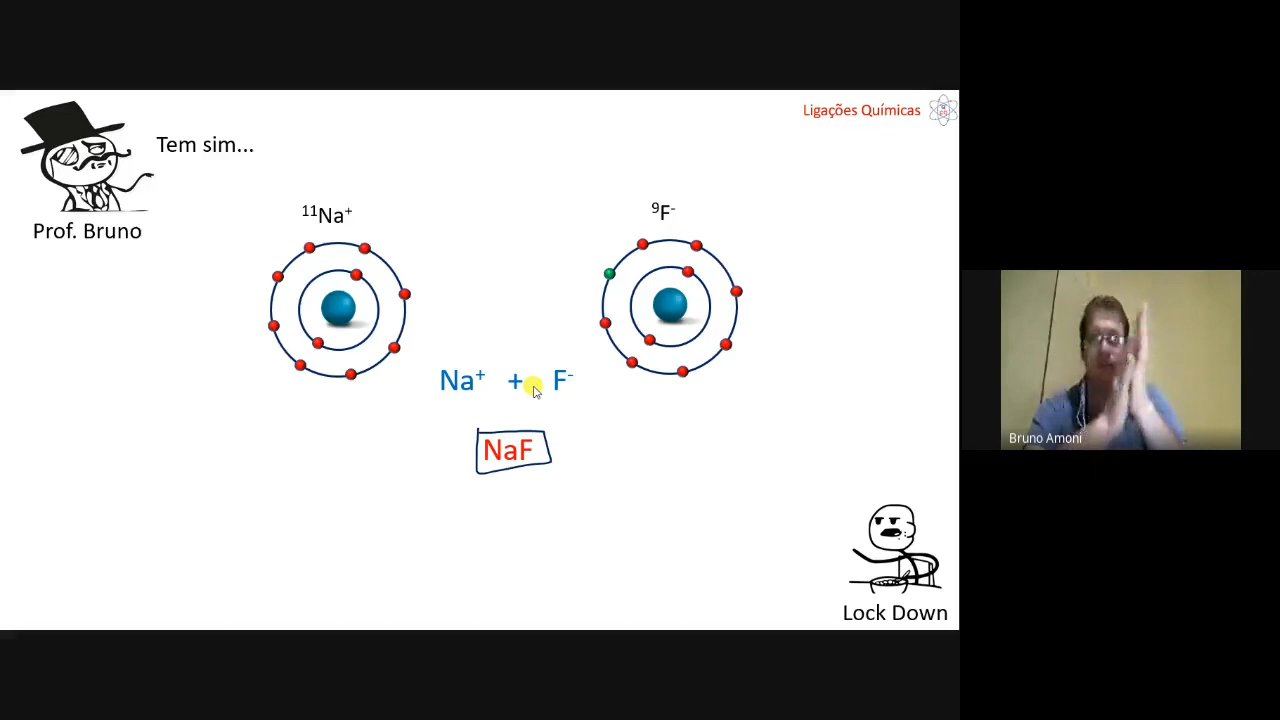 Ligações Químicas
Tem sim...
Prof. Bruno
¹¹Na⁺
⁹F⁻
Na⁺ + F⁻
NaF
Bruno Amoni
Lock Down